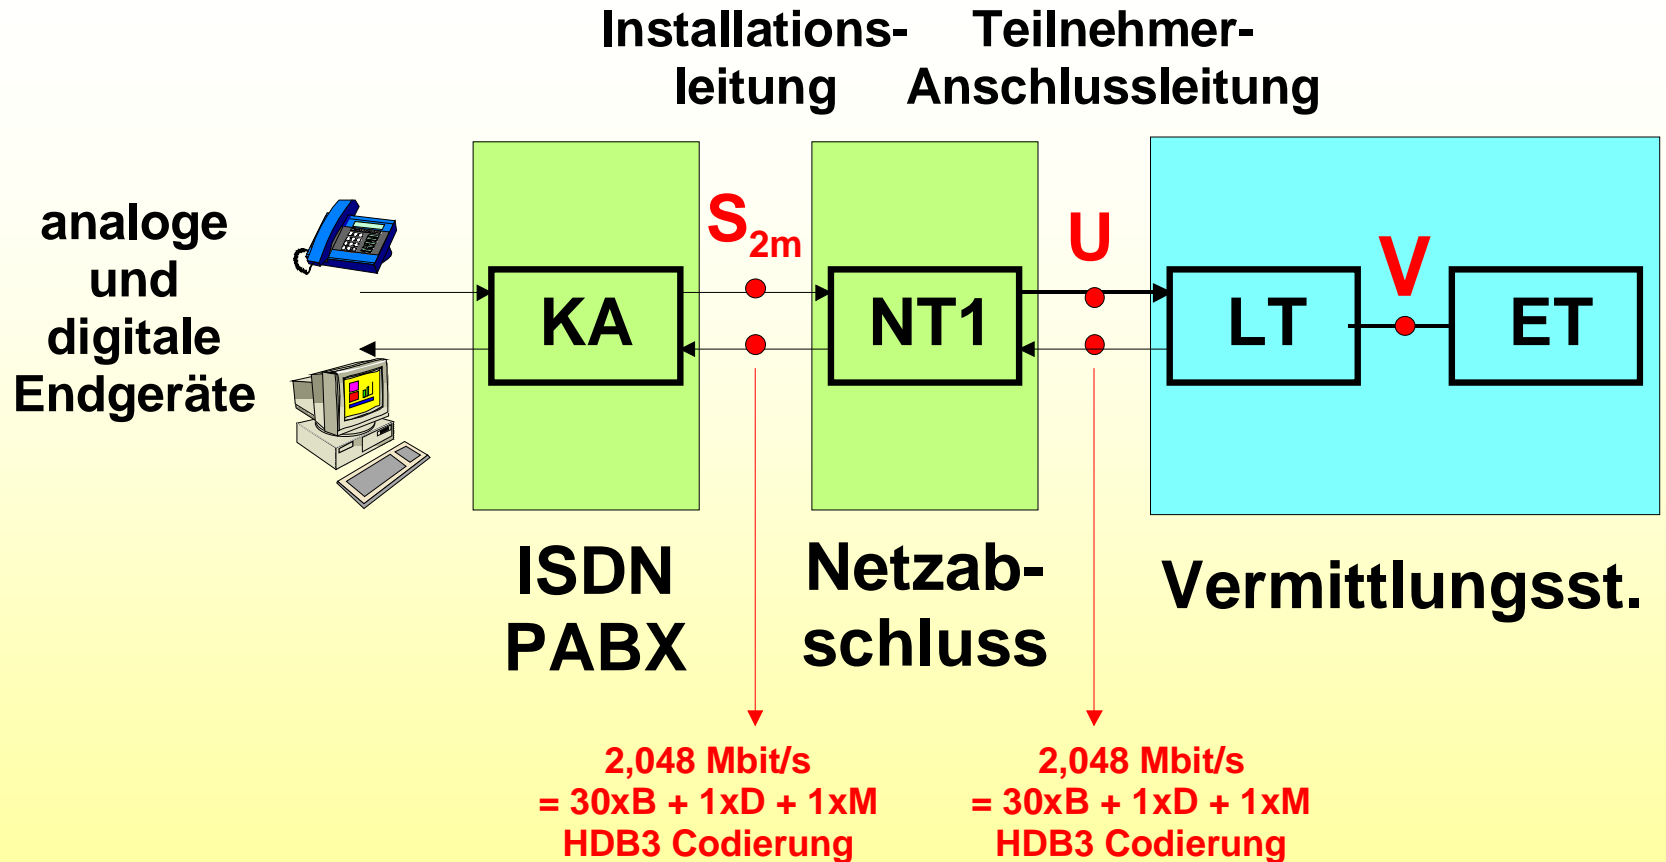 Installations-
leitung
Teilnehmer-
Anschlussleitung
analoge
und
digitale
Endgeräte
S2m
U
V
KA
NT1
LT
ET
ISDN
PABX
Netzab-
schluss
Vermittlungsst.
2,048 Mbit/s
= 30xB + 1xD + 1xM
HDB3 Codierung
2,048 Mbit/s
= 30xB + 1xD + 1xM
HDB3 Codierung